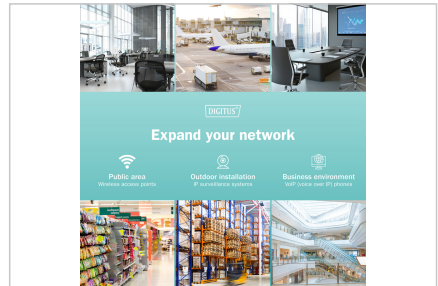 DIGITUS
Expand your network
Public area
Wireless access points
Outdoor installation
IP surveillance systems
Business environment
VoIP (voice over IP) phones